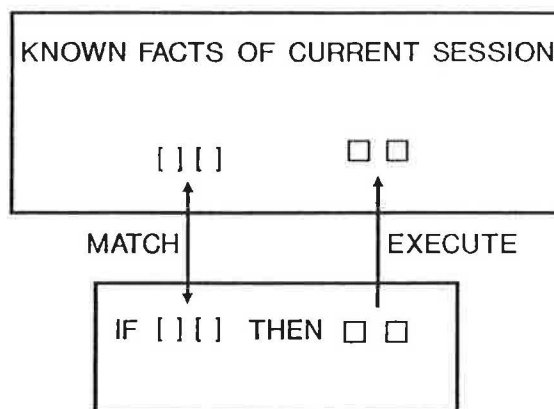 KNOWN FACTS OF CURRENT SESSION
[ ] [ ] □ □
MATCH EXECUTE
IF [ ] [ ] THEN □ □